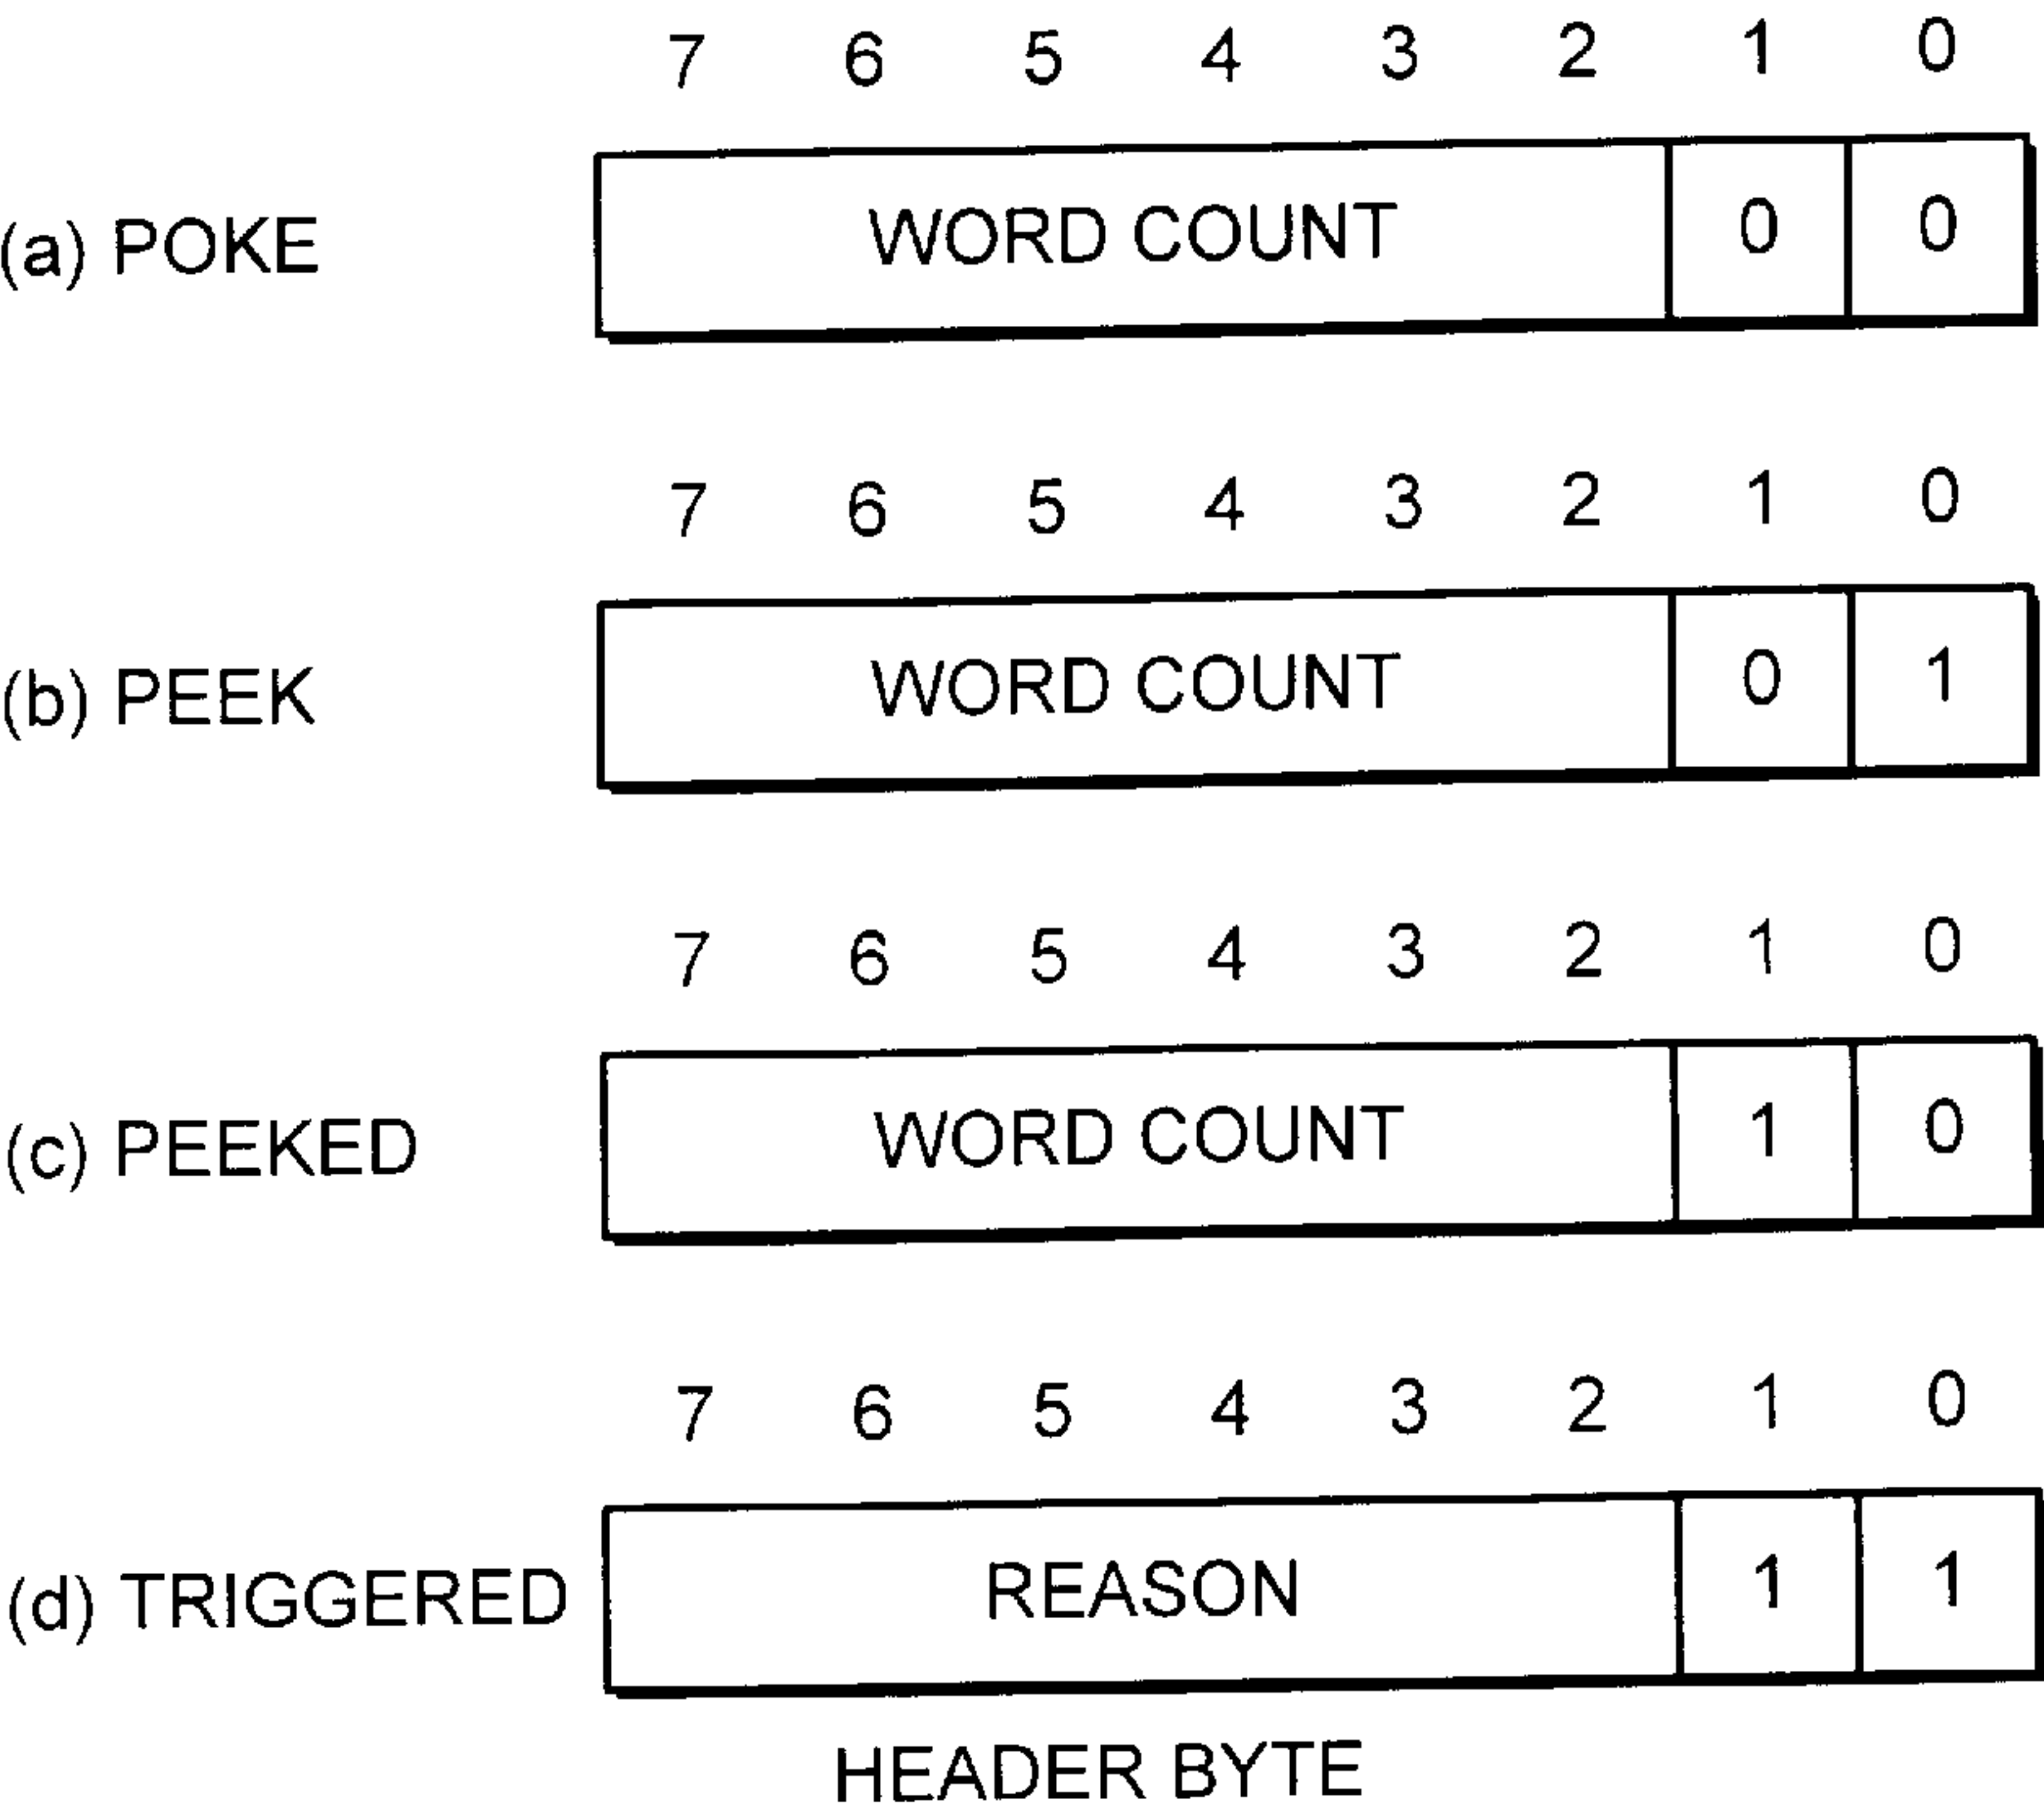 7 6 5 4 3 2 1 0
(a) POKE WORD COUNT 0 0
7 6 5 4 3 2 1 0
(b) PEEK WORD COUNT 0 1
7 6 5 4 3 2 1 0
(c) PEEKED WORD COUNT 1 0
7 6 5 4 3 2 1 0
(d) TRIGGERED REASON 1 1
HEADER BYTE